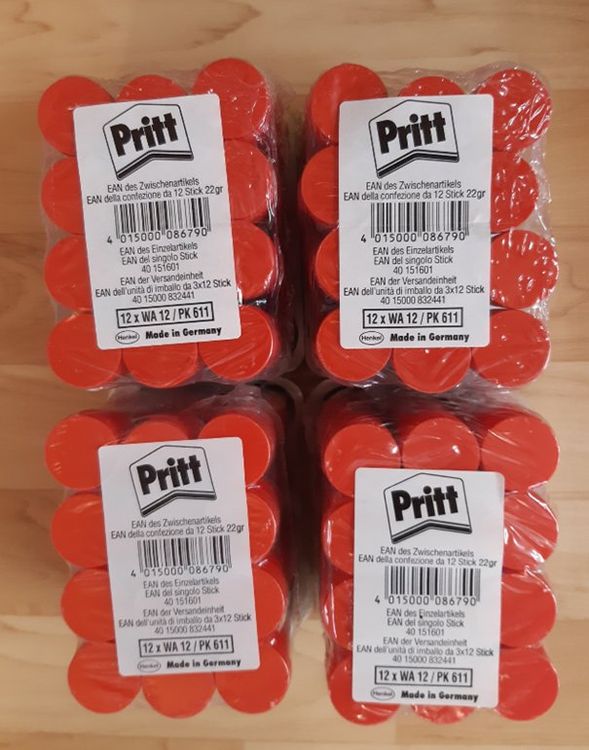 Pritt
EAN des Zwischenartikels
EAN della confezione da 12 Stick 22gr
4 015000 086790
EAN des Einzelartikels
EAN del singolo Stick
40 151601
EAN der Versandeinheit
EAN dell'unità di imballo da 3x12 Stick
40 15000 832441
12 x WA 12 / PK 611
Henkel Made in Germany
Pritt
EAN des Zwischenartikels
EAN della confezione da 12 Stick 22gr
4 015000 086790
EAN des Einzelartikels
EAN del singolo Stick
40 151601
EAN der Versandeinheit
EAN dell'unità di imballo da 3x12 Stick
40 15000 832441
12 x WA 12 / PK 611
Henkel Made in Germany
Pritt
EAN des Zwischenartikels
EAN della confezione da 12 Stick 22gr
4 015000 086790
EAN des Einzelartikels
EAN del singolo Stick
40 151601
EAN der Versandeinheit
EAN dell'unità di imballo da 3x12 Stick
40 15000 832441
12 x WA 12 / PK 611
Henkel Made in Germany
Pritt
EAN des Zwischenartikels
EAN della confezione da 12 Stick 22gr
4 015000 086790
EAN des Einzelartikels
EAN del singolo Stick
40 151601
EAN der Versandeinheit
EAN dell'unità di imballo da 3x12 Stick
40 15000 832441
12 x WA 12 / PK 611
Henkel Made in Germany